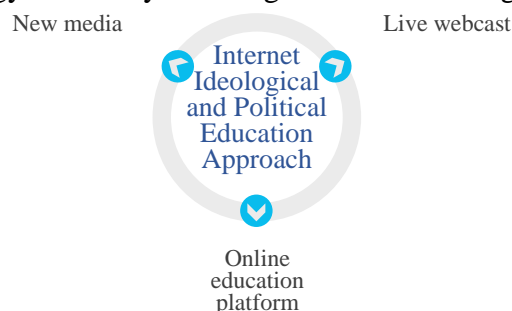 New media
Live webcast
Internet
Ideological
and Political
Education
Approach
Online
education
platform